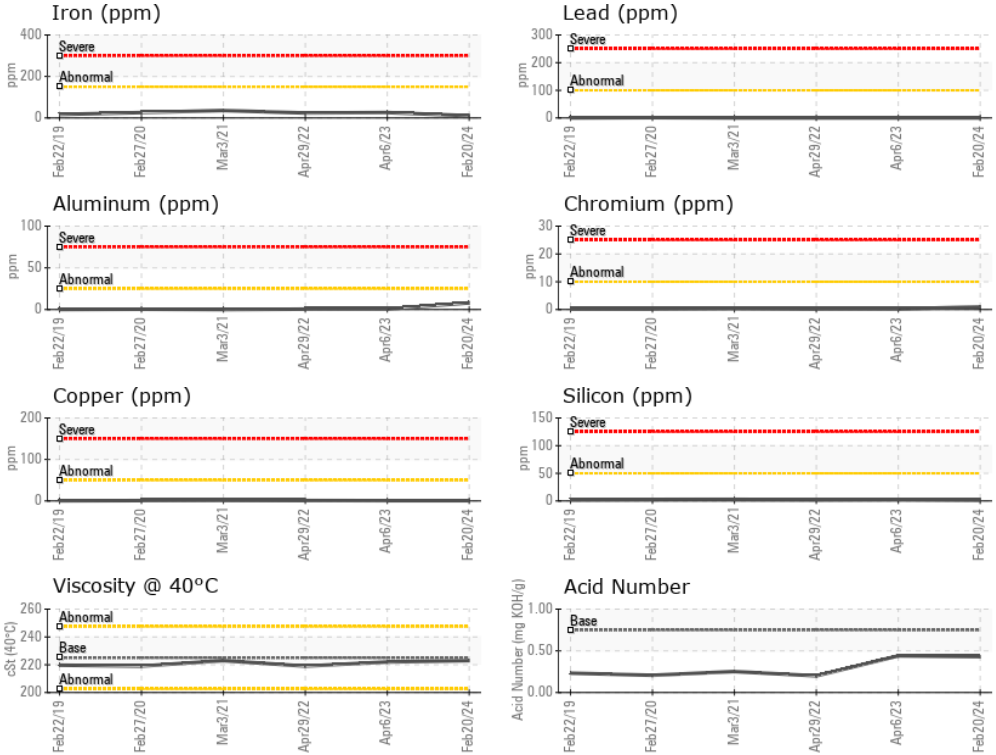 Iron (ppm)
400
200
0
ppm
Severe
Abnormal
Feb22/19
Feb27/20
Mar3/21
Apr29/22
Apr6/23
Feb20/24
Lead (ppm)
300
200
100
0
ppm
Severe
Abnormal
Feb22/19
Feb27/20
Mar3/21
Apr29/22
Apr6/23
Feb20/24
Aluminum (ppm)
100
50
0
ppm
Severe
Abnormal
Feb22/19
Feb27/20
Mar3/21
Apr29/22
Apr6/23
Feb20/24
Chromium (ppm)
30
20
10
0
ppm
Severe
Abnormal
Feb22/19
Feb27/20
Mar3/21
Apr29/22
Apr6/23
Feb20/24
Copper (ppm)
200
100
0
ppm
Severe
Abnormal
Feb22/19
Feb27/20
Mar3/21
Apr29/22
Apr6/23
Feb20/24
Silicon (ppm)
150
100
50
0
ppm
Severe
Abnormal
Feb22/19
Feb27/20
Mar3/21
Apr29/22
Apr6/23
Feb20/24
Viscosity @ 40°C
260
240
220
200
cSt (40°C)
Abnormal
Base
Abnormal
Feb22/19
Feb27/20
Mar3/21
Apr29/22
Apr6/23
Feb20/24
Acid Number
1.00
0.50
0.00
Acid Number (mg KOH/g)
Base
Feb22/19
Feb27/20
Mar3/21
Apr29/22
Apr6/23
Feb20/24